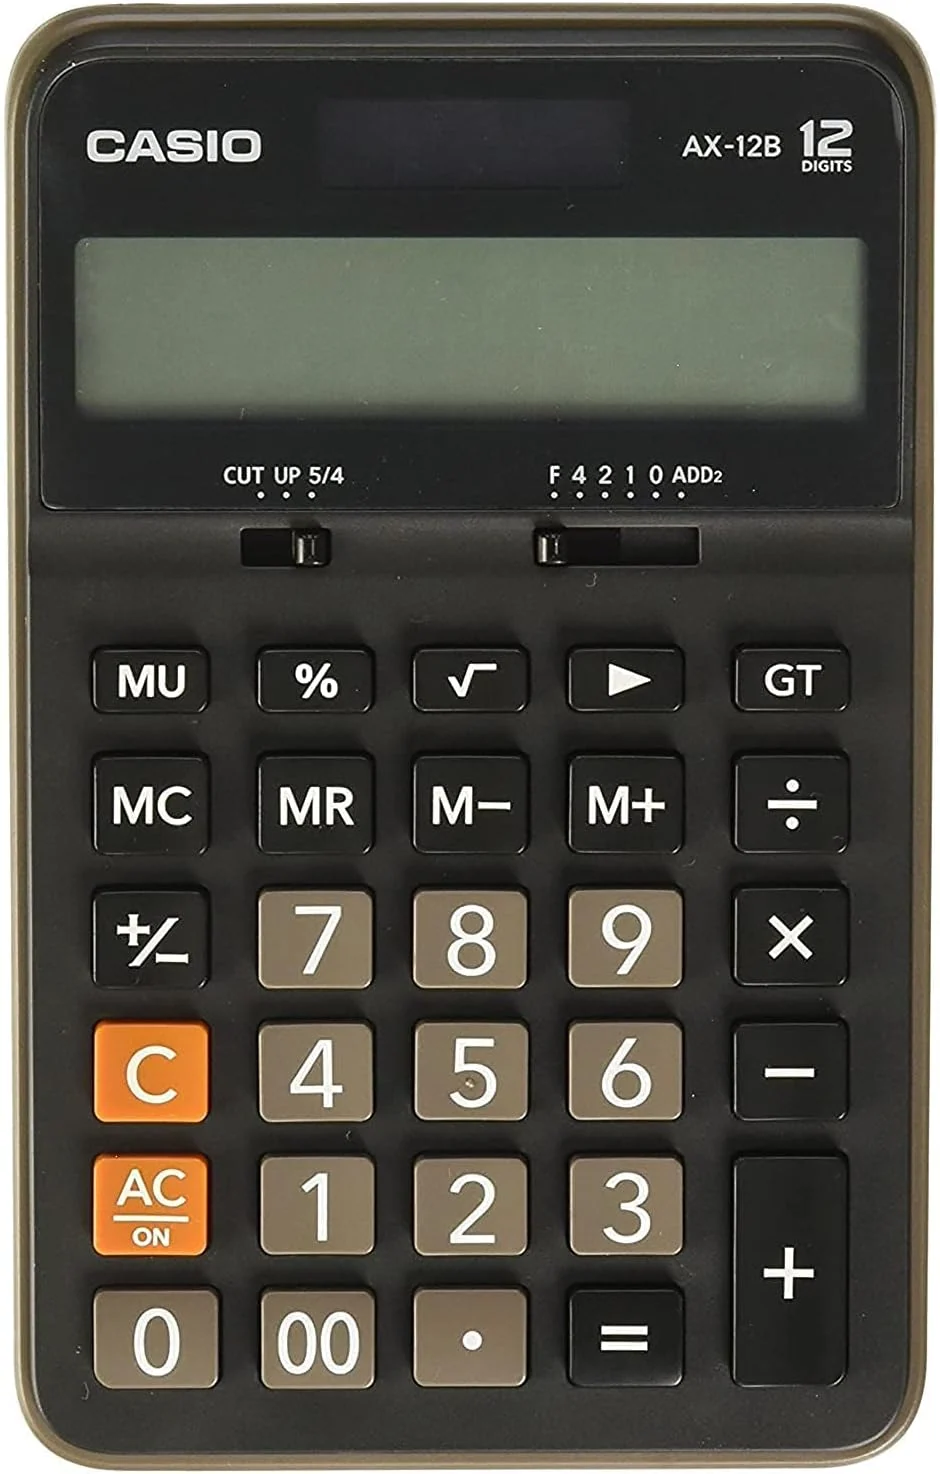 CASIO AX-12B 12
DIGITS
CUT UP 5/4 F 4 2 1 0 ADD2
MU % √ ▶ GT
MC MR M− M+ ÷
+/− 7 8 9 ×
C 4 5 6 −
AC 1 2 3 +
ON
0 00 . =